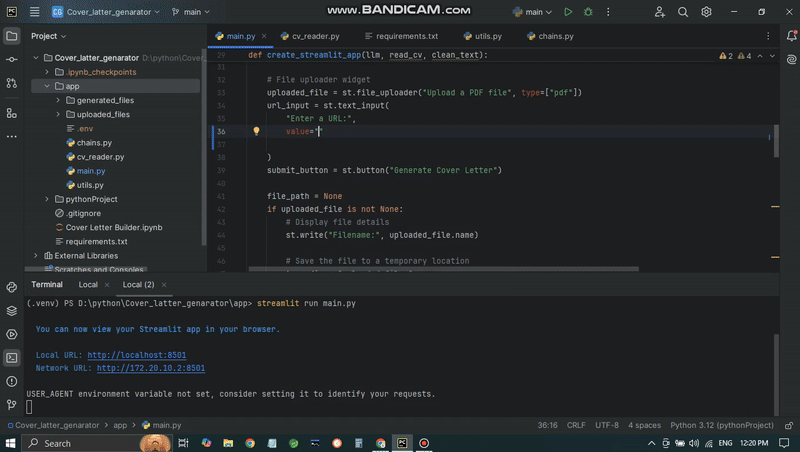 PC
CG Cover_latter_genarator
main
www.BANDICAM.com
main
Project
main.py
cv_reader.py
requirements.txt
utils.py
chains.py
Cover_latter_genarator D:\python\Cover_l
.ipynb_checkpoints
app
generated_files
uploaded_files
.env
chains.py
cv_reader.py
main.py
utils.py
pythonProject
.gitignore
Cover Letter Builder.ipynb
requirements.txt
External Libraries
Scratches and Consoles
29 def create_streamlit_app(llm, read_cv, clean_text):
2 4
31
32 # File uploader widget
33 uploaded_file = st.file_uploader("Upload a PDF file", type=["pdf"])
34 url_input = st.text_input(
35 "Enter a URL:",
36 value=""
37
38 )
39 submit_button = st.button("Generate Cover Letter")
40
41 file_path = None
42 if uploaded_file is not None:
43 # Display file details
44 st.write("Filename:", uploaded_file.name)
45
46 # Save the file to a temporary location
Terminal
Local
Local (2)
(.venv) PS D:\python\Cover_latter_genarator\app> streamlit run main.py
You can now view your Streamlit app in your browser.
Local URL: http://localhost:8501
Network URL: http://172.20.10.2:8501
USER_AGENT environment variable not set, consider setting it to identify your requests.
Cover_latter_genarator > app > main.py
36:16 CRLF UTF-8 4 spaces Python 3.12 (pythonProject)
Search
PC
ENG 12:20 PM